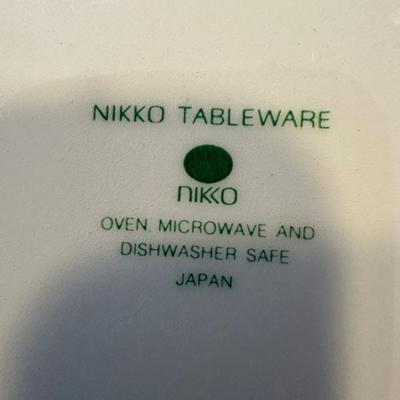 NIKKO TABLEWARE
NIKKO
OVEN, MICROWAVE AND
DISHWASHER SAFE
JAPAN